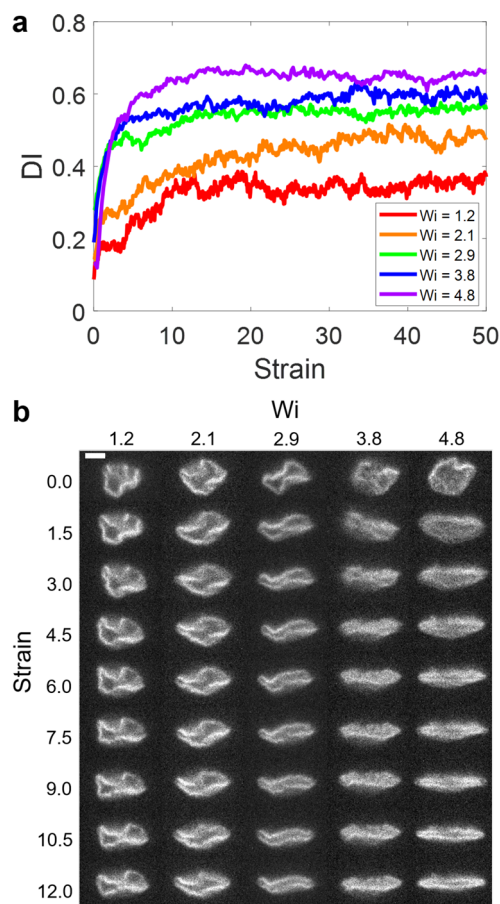 a
0.8
0.6
0.4
0.2
0
DI
0 10 20 30 40 50
Strain
Wi = 1.2
Wi = 2.1
Wi = 2.9
Wi = 3.8
Wi = 4.8
b
Wi
1.2 2.1 2.9 3.8 4.8
Strain
0.0
1.5
3.0
4.5
6.0
7.5
9.0
10.5
12.0